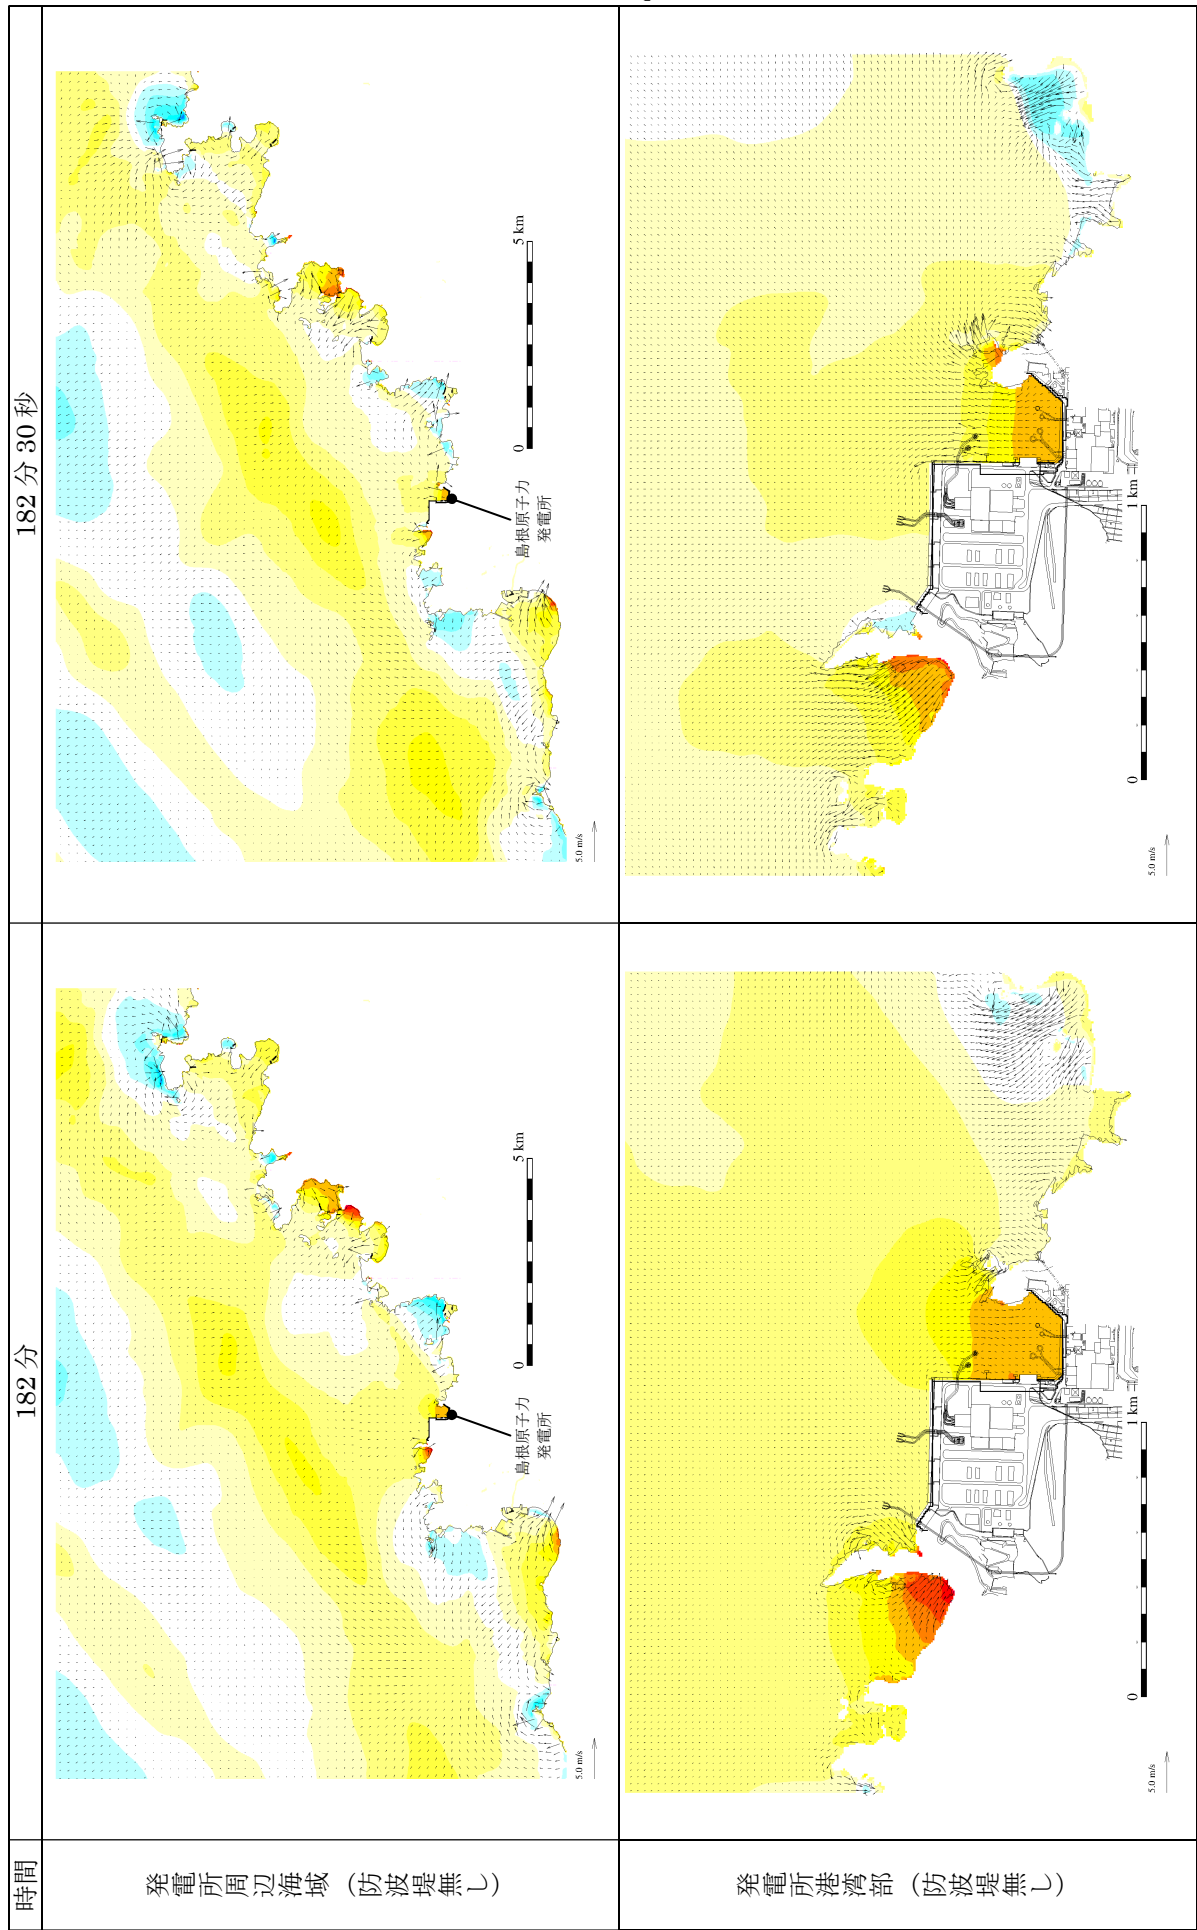 時間
182分
182分30秒
発電所周辺海域（防波堤無し）
島根原子力
発電所
0
5 km
5.0 m/s
島根原子力
発電所
0
5 km
5.0 m/s
発電所港湾部（防波堤無し）
0
1 km
5.0 m/s
0
1 km
5.0 m/s